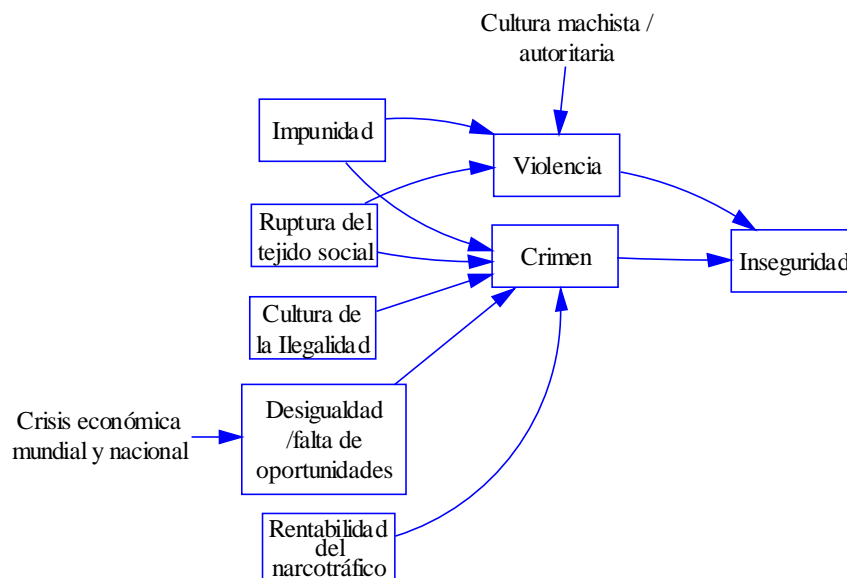 Cultura machista /
autoritaria
Impunidad
Violencia
Ruptura del
tejido social
Crimen
Inseguridad
Cultura de
la Ilegalidad
Desigualdad
/falta de
oportunidades
Crisis económica
mundial y nacional
Rentabilidad
del
narcotráfico